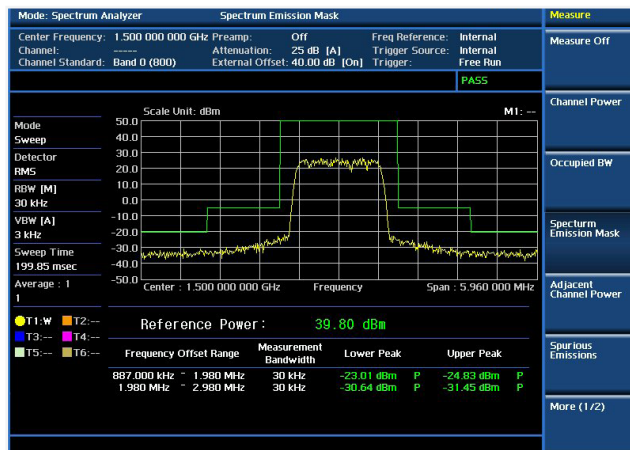 Mode: Spectrum Analyzer Spectrum Emission Mask Measure
Center Frequency: 1.500 000 000 GHz Preamp: Off Freq Reference: Internal
Channel: ----- Attenuation: 25 dB [A] Trigger Source: Internal
Channel Standard: Band 0 (800) External Offset: 40.00 dB [On] Trigger: Free Run
PASS
Measure Off
Channel Power
Occupied BW
Specturm
Emission Mask
Adjacent
Channel Power
Spurious
Emissions
More (1/2)
Mode
Sweep
Detector
RMS
RBW [M]
30 kHz
VBW [A]
3 kHz
Sweep Time
199.85 msec
Average : 1
1
T1:W T2:--
T3:-- T4:--
T5:-- T6:--
Scale Unit: dBm M1: --
50.0
40.0
30.0
20.0
10.0
0.0
-10.0
-20.0
-30.0
-40.0
-50.0
Center : 1.500 000 000 GHz Frequency Span : 5.960 000 MHz
Reference Power: 39.80 dBm
Frequency Offset Range Measurement Bandwidth Lower Peak Upper Peak
887.000 kHz ~ 1.980 MHz 30 kHz -23.01 dBm P -24.83 dBm P
1.980 MHz ~ 2.980 MHz 30 kHz -30.64 dBm P -31.45 dBm P